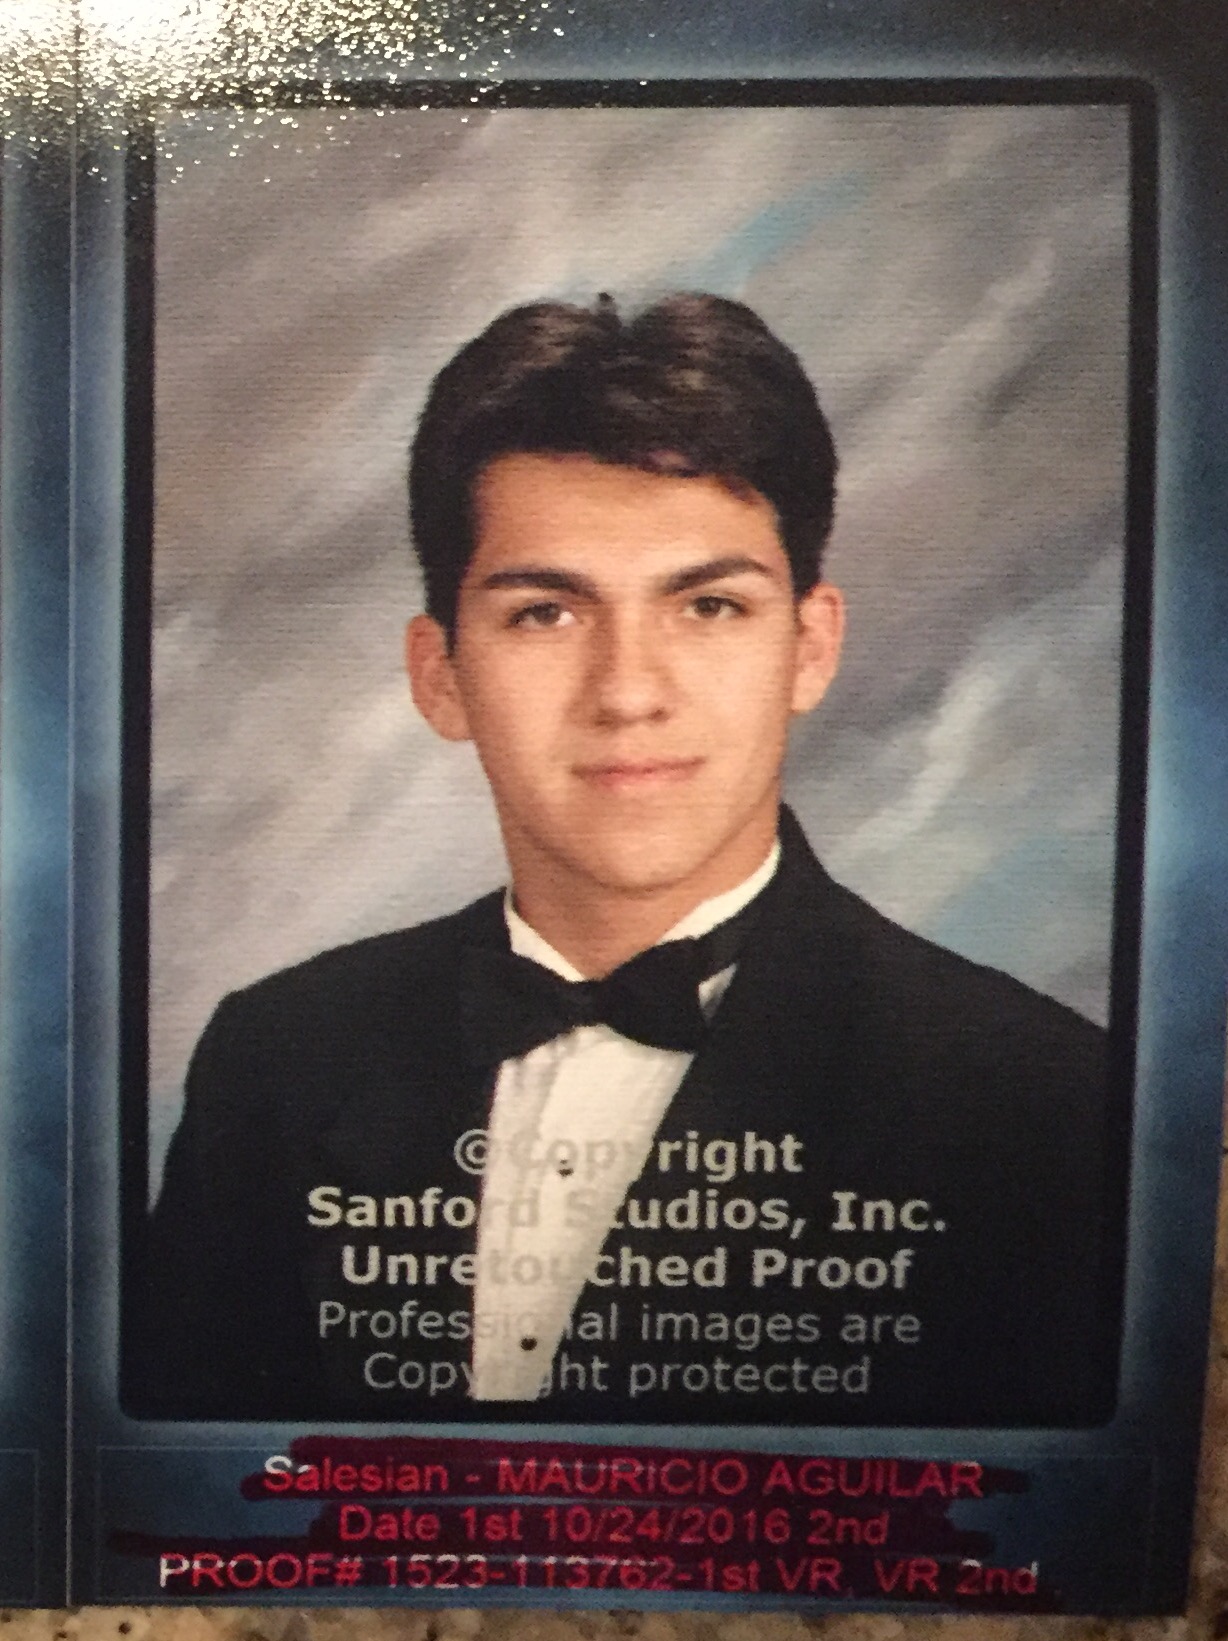 ©Copyright
Sanford Studios, Inc.
Unretouched Proof
Professional images are
Copyright protected
Salesian - MAURICIO AGUILAR
Date 1st 10/24/2016 2nd
PROOF# 1523-113762-1st VR, VR 2nd